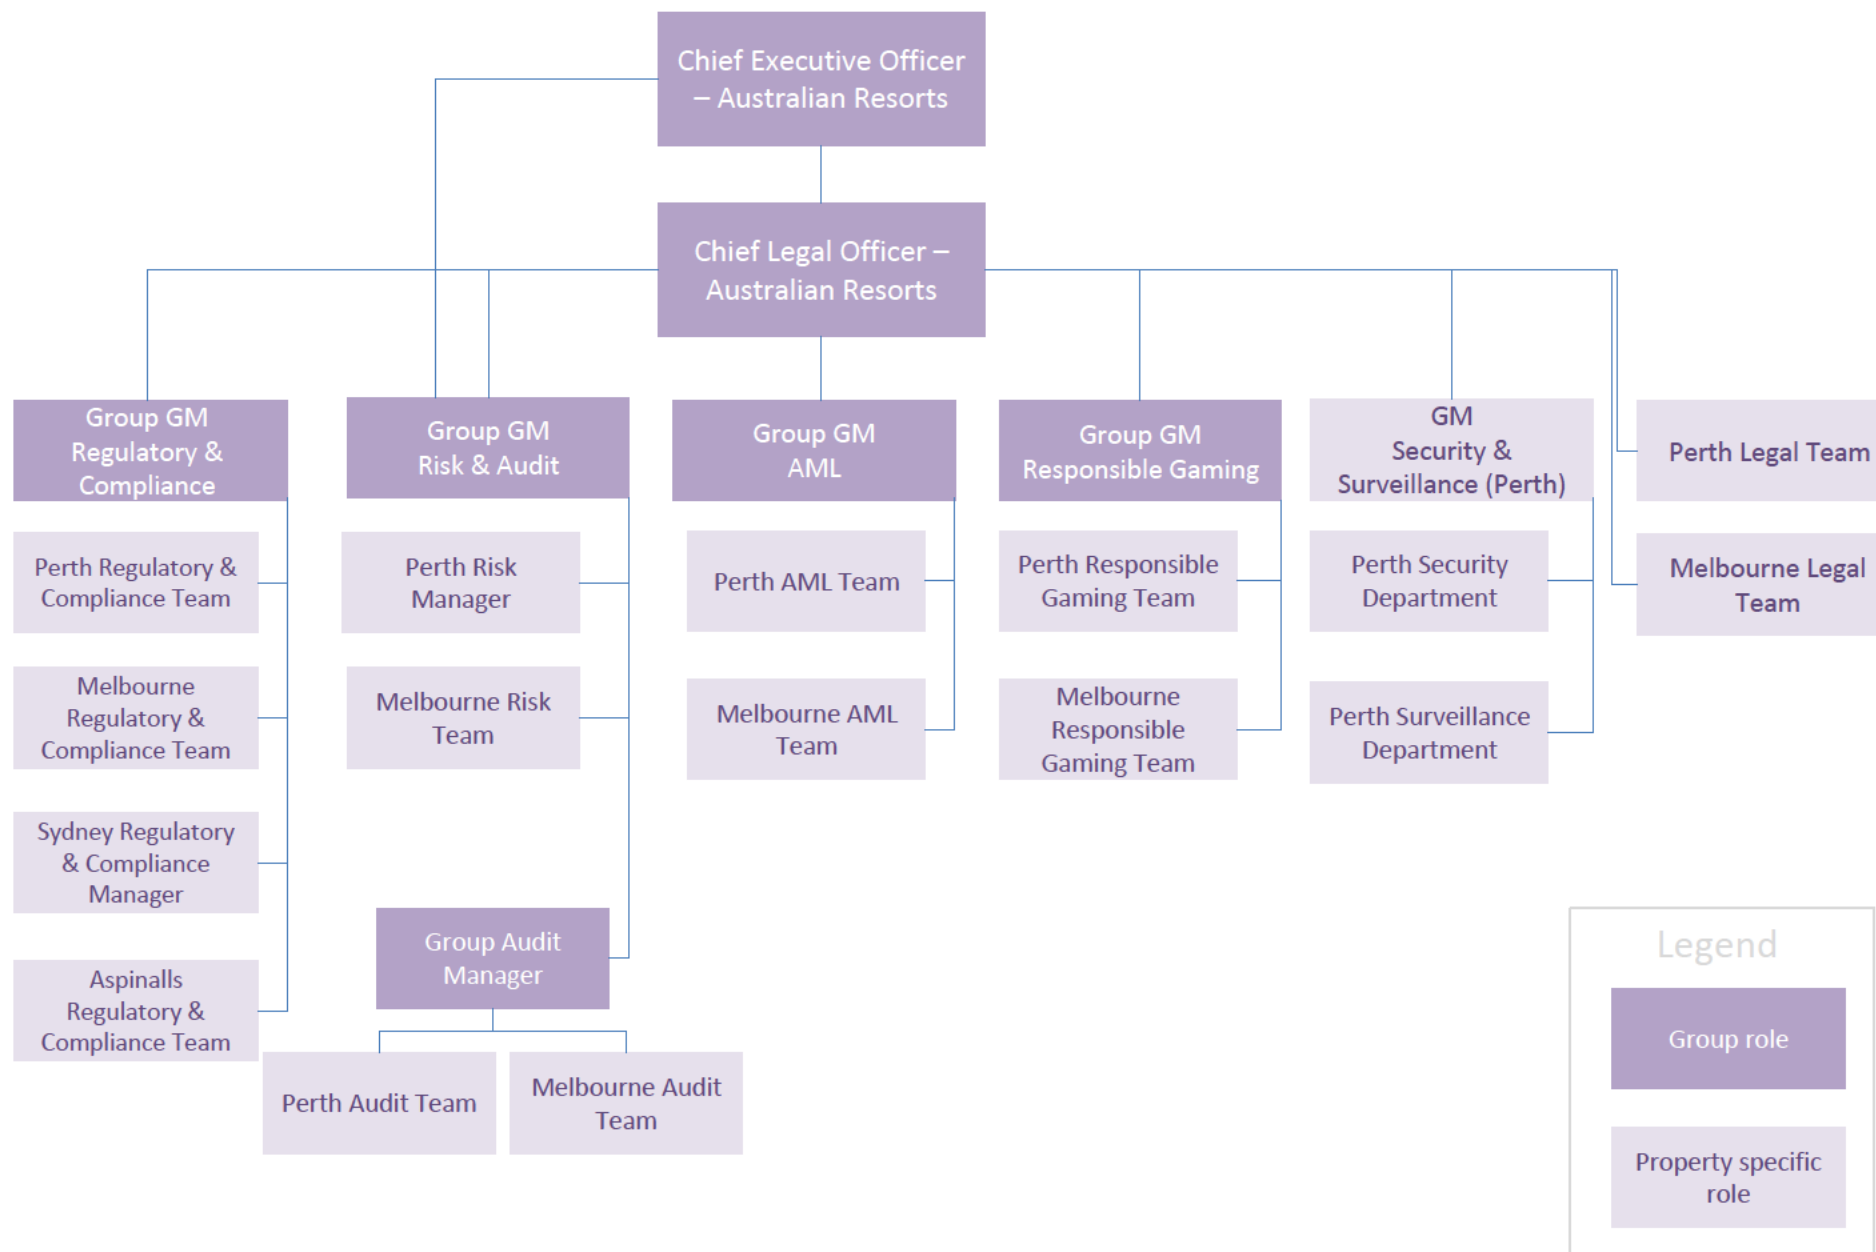 Chief Executive Officer
– Australian Resorts
Chief Legal Officer –
Australian Resorts
Group GM
Regulatory &
Compliance
Group GM
Risk & Audit
Group GM
AML
Group GM
Responsible Gaming
GM
Security &
Surveillance (Perth)
Perth Legal Team
Perth Regulatory &
Compliance Team
Perth Risk
Manager
Perth AML Team
Perth Responsible
Gaming Team
Perth Security
Department
Melbourne Legal
Team
Melbourne
Regulatory &
Compliance Team
Melbourne Risk
Team
Melbourne AML
Team
Melbourne
Responsible
Gaming Team
Perth Surveillance
Department
Sydney Regulatory
& Compliance
Manager
Group Audit
Manager
Aspinalls
Regulatory &
Compliance Team
Perth Audit Team
Melbourne Audit
Team
Legend
Group role
Property specific
role